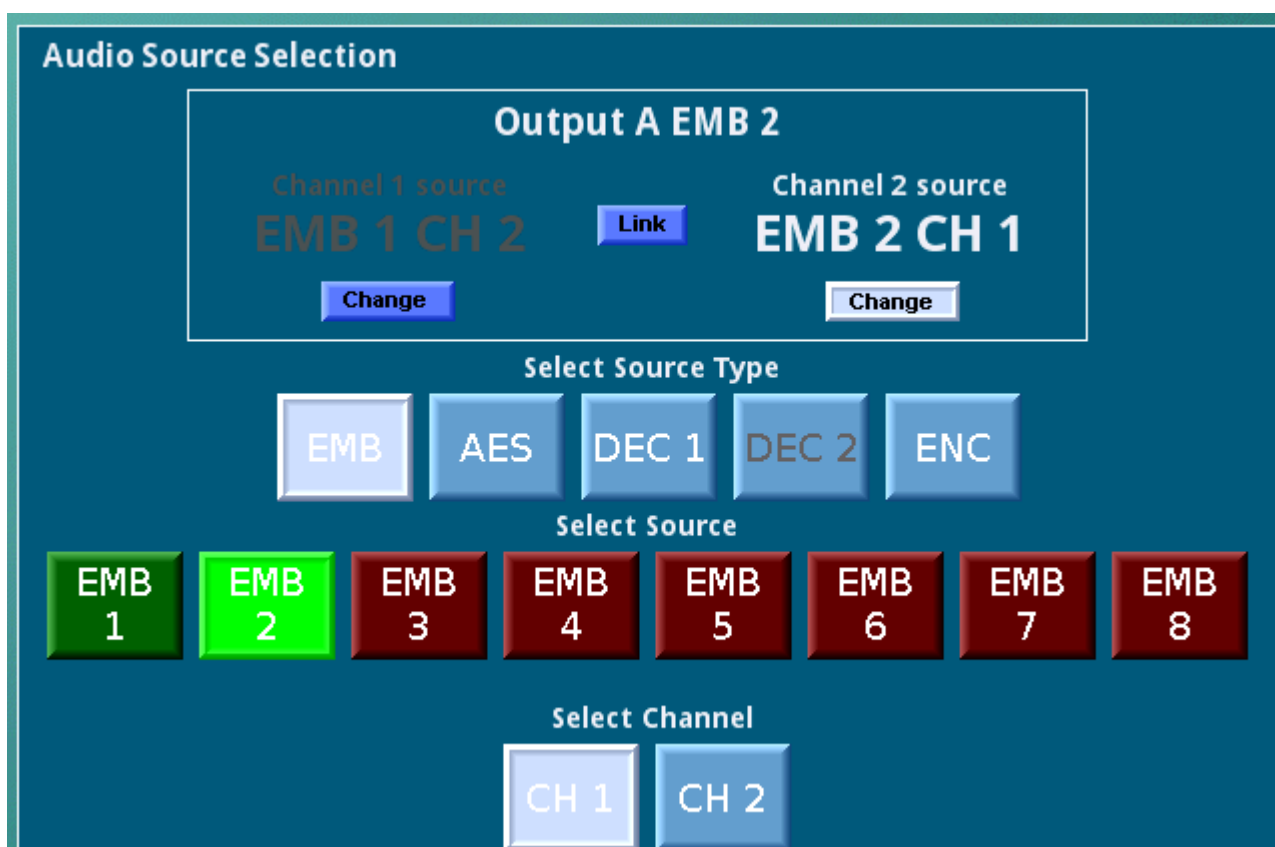 Audio Source Selection
Output A EMB 2
Channel 1 source
EMB 1 CH 2
Change
Link
Channel 2 source
EMB 2 CH 1
Change
Select Source Type
EMB
AES
DEC 1
DEC 2
ENC
Select Source
EMB
1
EMB
2
EMB
3
EMB
4
EMB
5
EMB
6
EMB
7
EMB
8
Select Channel
CH 1
CH 2